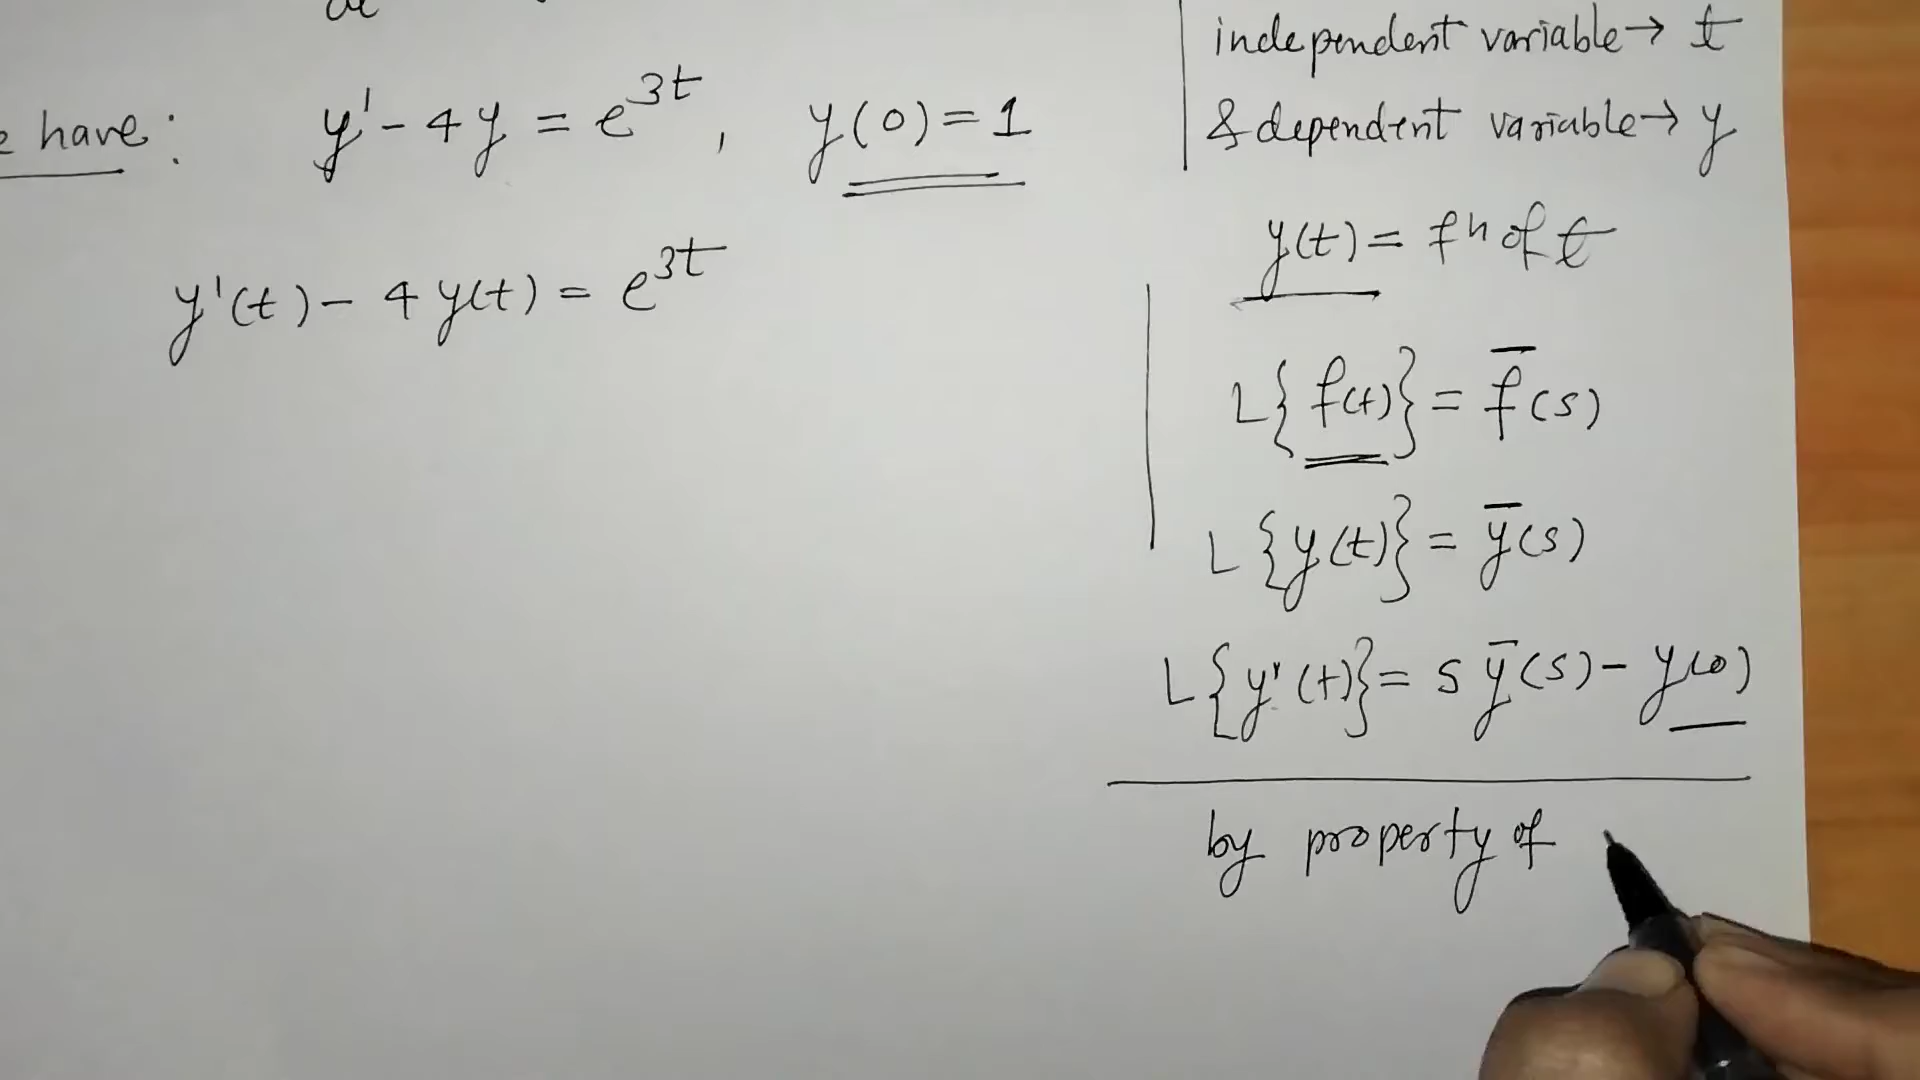 have: y' - 4y = e^{3t}, y(0) = 1
y'(t) - 4y(t) = e^{3t}
independent variable → t
& dependent variable → y
y(t) = fⁿ of t
L{f(t)} = f̅(s)
L{y(t)} = y̅(s)
L{y'(t)} = s y̅(s) - y(0)
by property of